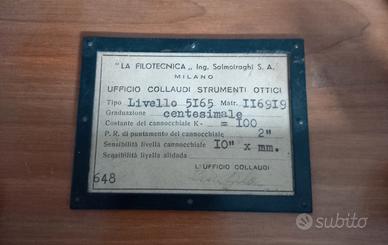 "LA FILOTECNICA„ Ing. Salmoiraghi S. A.
MILANO
UFFICIO COLLAUDI STRUMENTI OTTICI
Tipo Livello 5165 Matr. II6919
Graduazione centesimale
Costante del cannocchiale K- = 100
P. R. di puntamento del cannocchiale 2"
Sensibilità livella cannocchiale 10" x mm.
Sensibilità livella alidada
L'UFFICIO COLLAUDI
648
subito